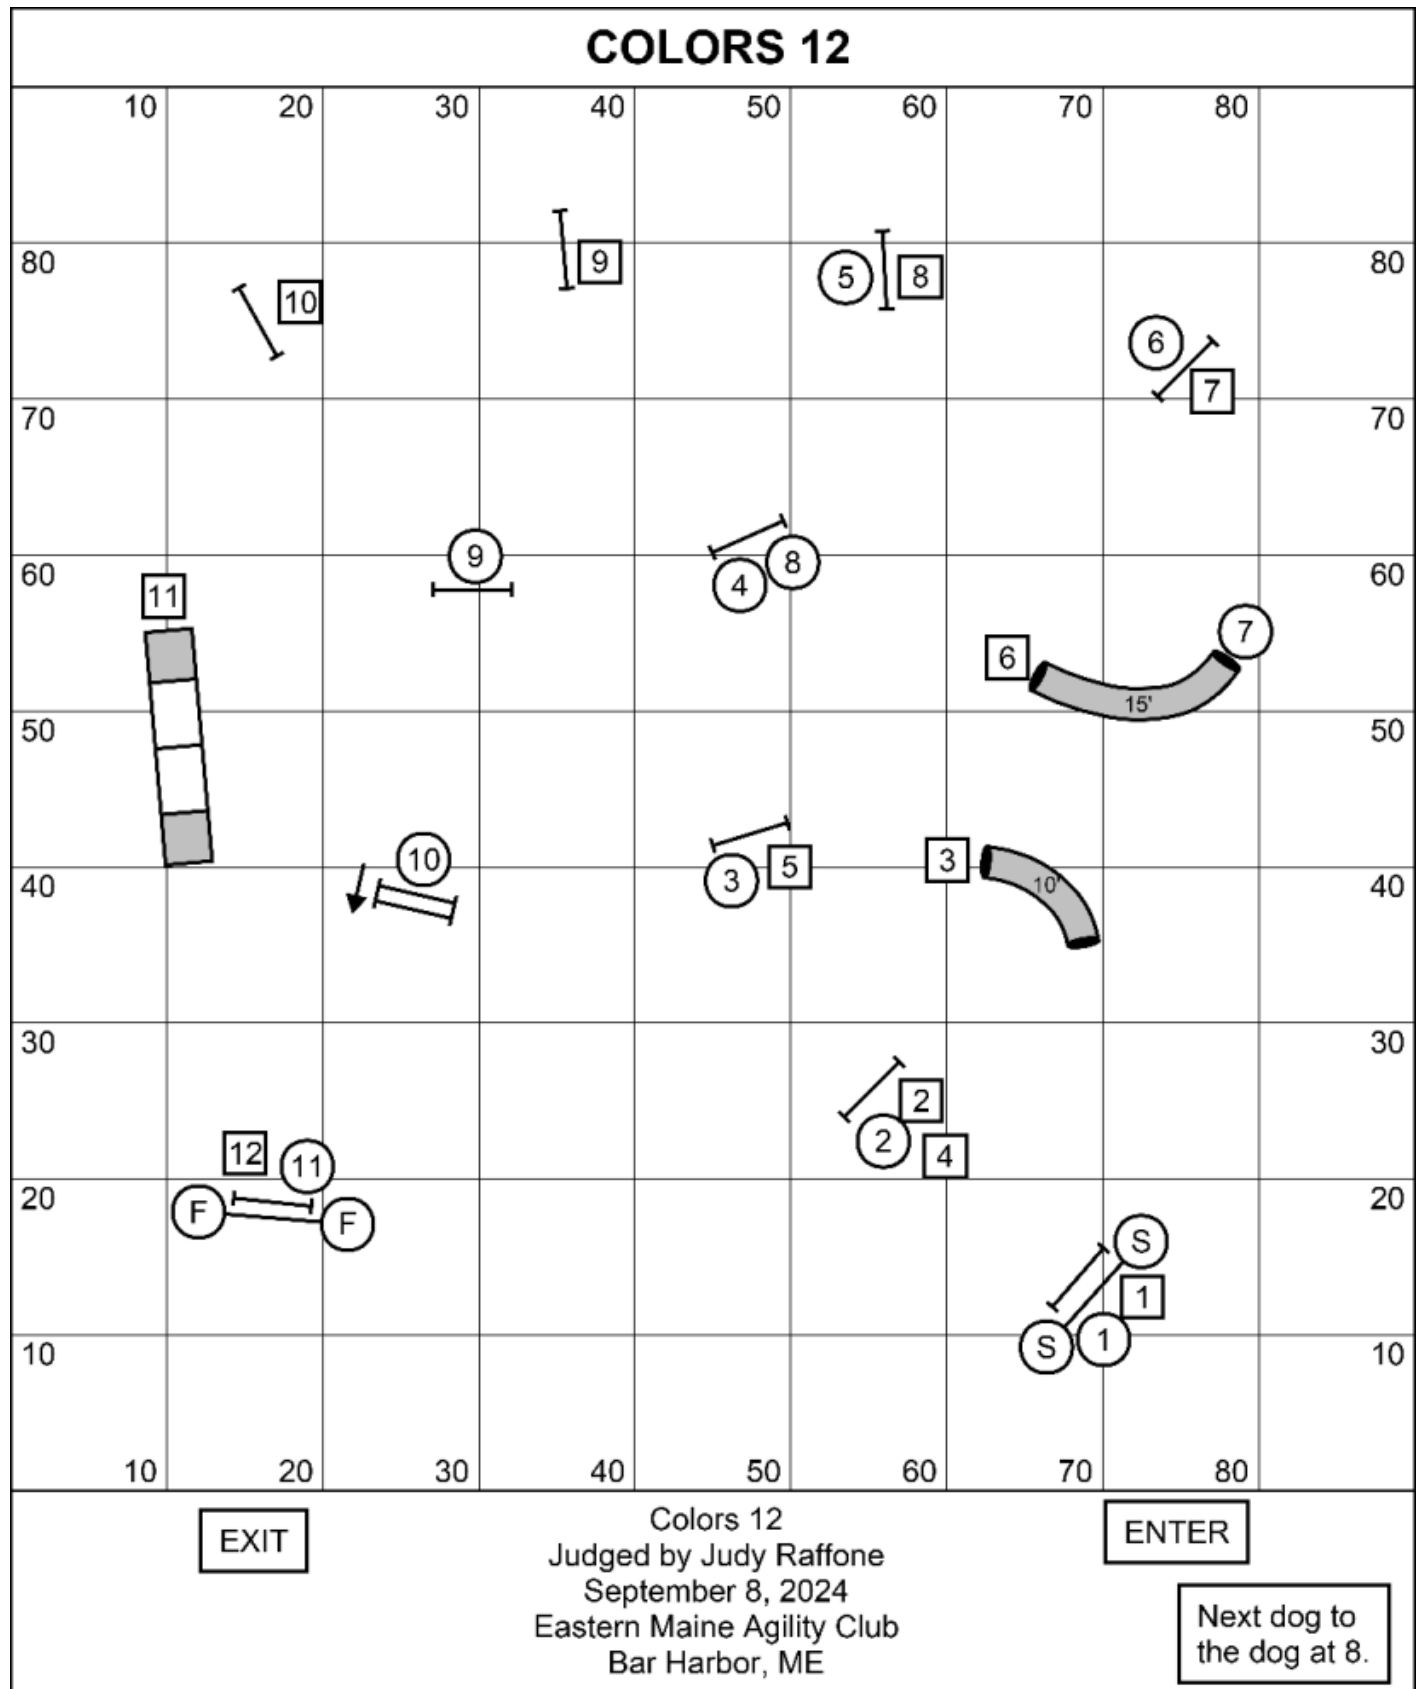 COLORS 12
10 20 30 40 50 60 70 80
9 5 8
80 80
10
6
7
70 70
9 4 8
60 60
11
7
6
15'
50 50
10 3 5 3 10'
40 40
30 30
2
2
12 11 4
20 20
F F
S
1
S 1
10 10
10 20 30 40 50 60 70 80
EXIT
ENTER
Colors 12
Judged by Judy Raffone
September 8, 2024
Eastern Maine Agility Club
Bar Harbor, ME
Next dog to
the dog at 8.